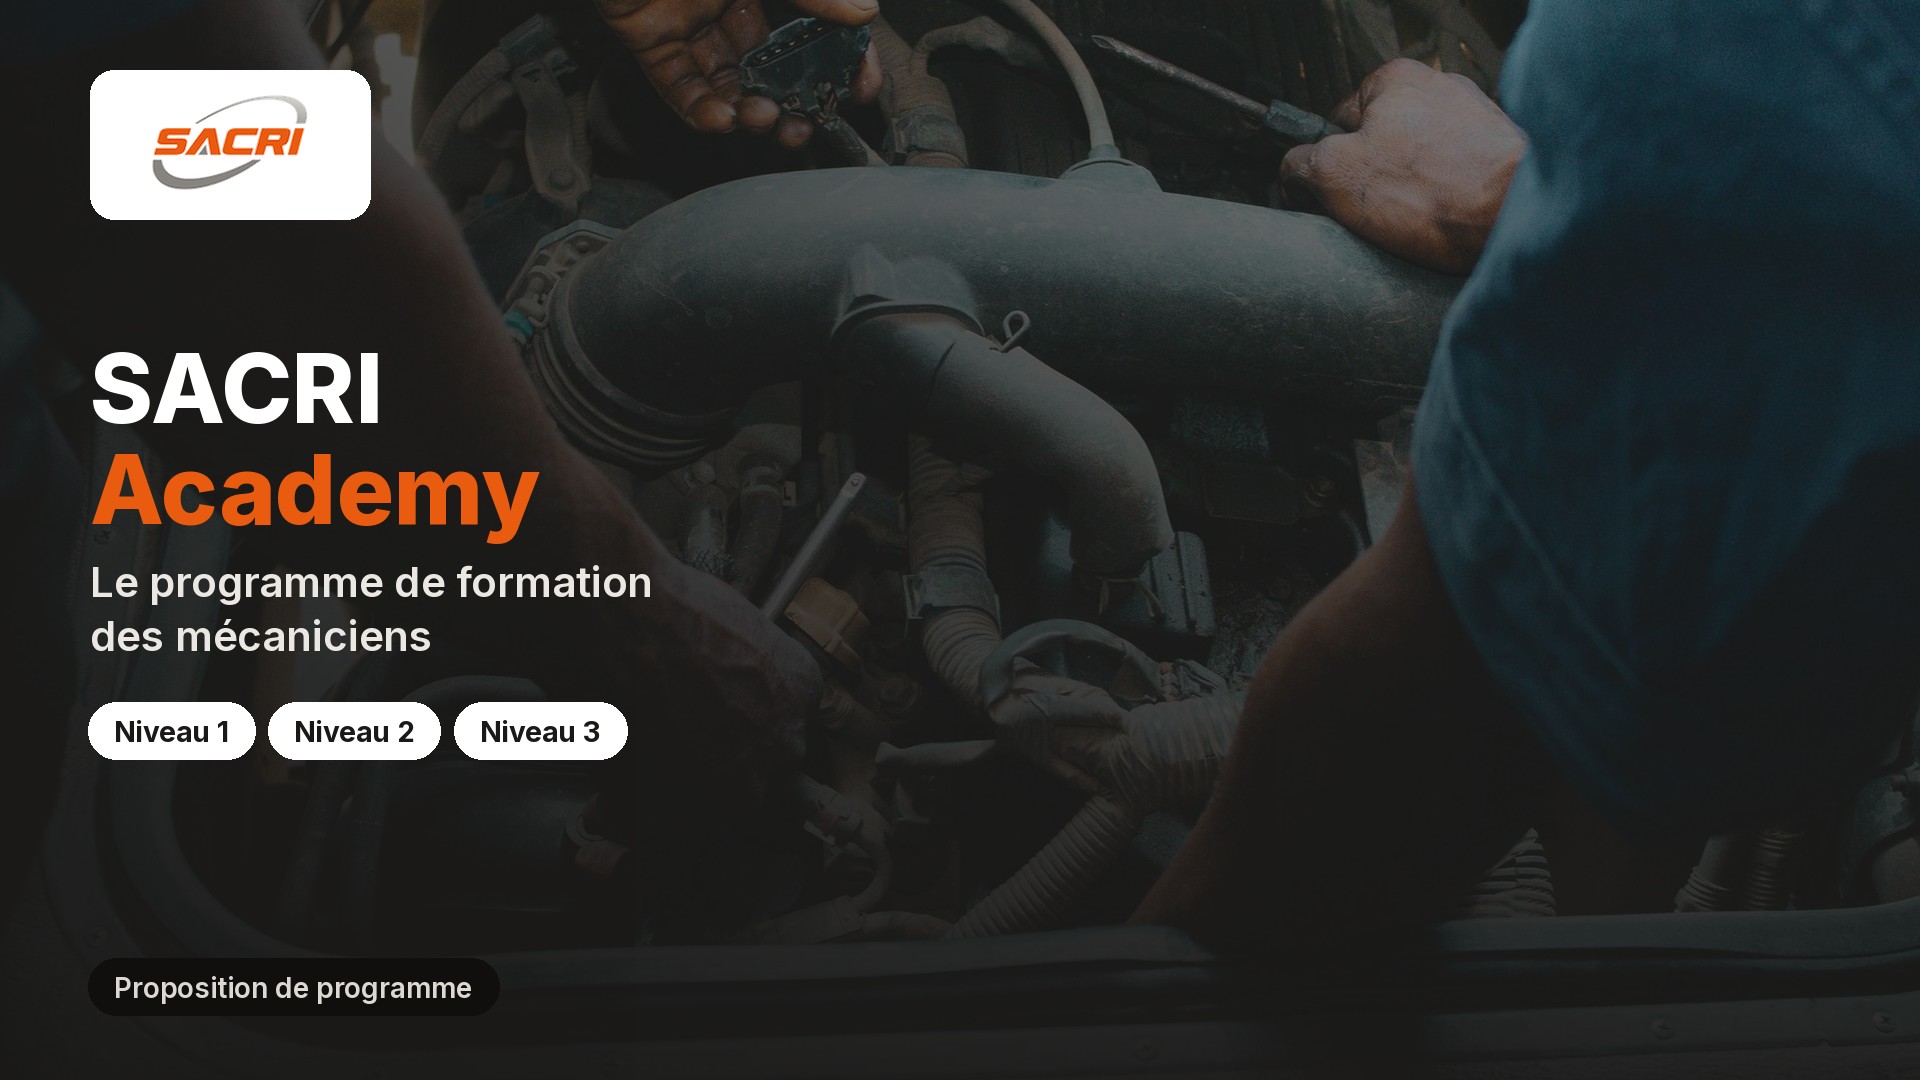 SACRI
SACRI
Academy
Le programme de formation
des mécaniciens
Niveau 1
Niveau 2
Niveau 3
Proposition de programme